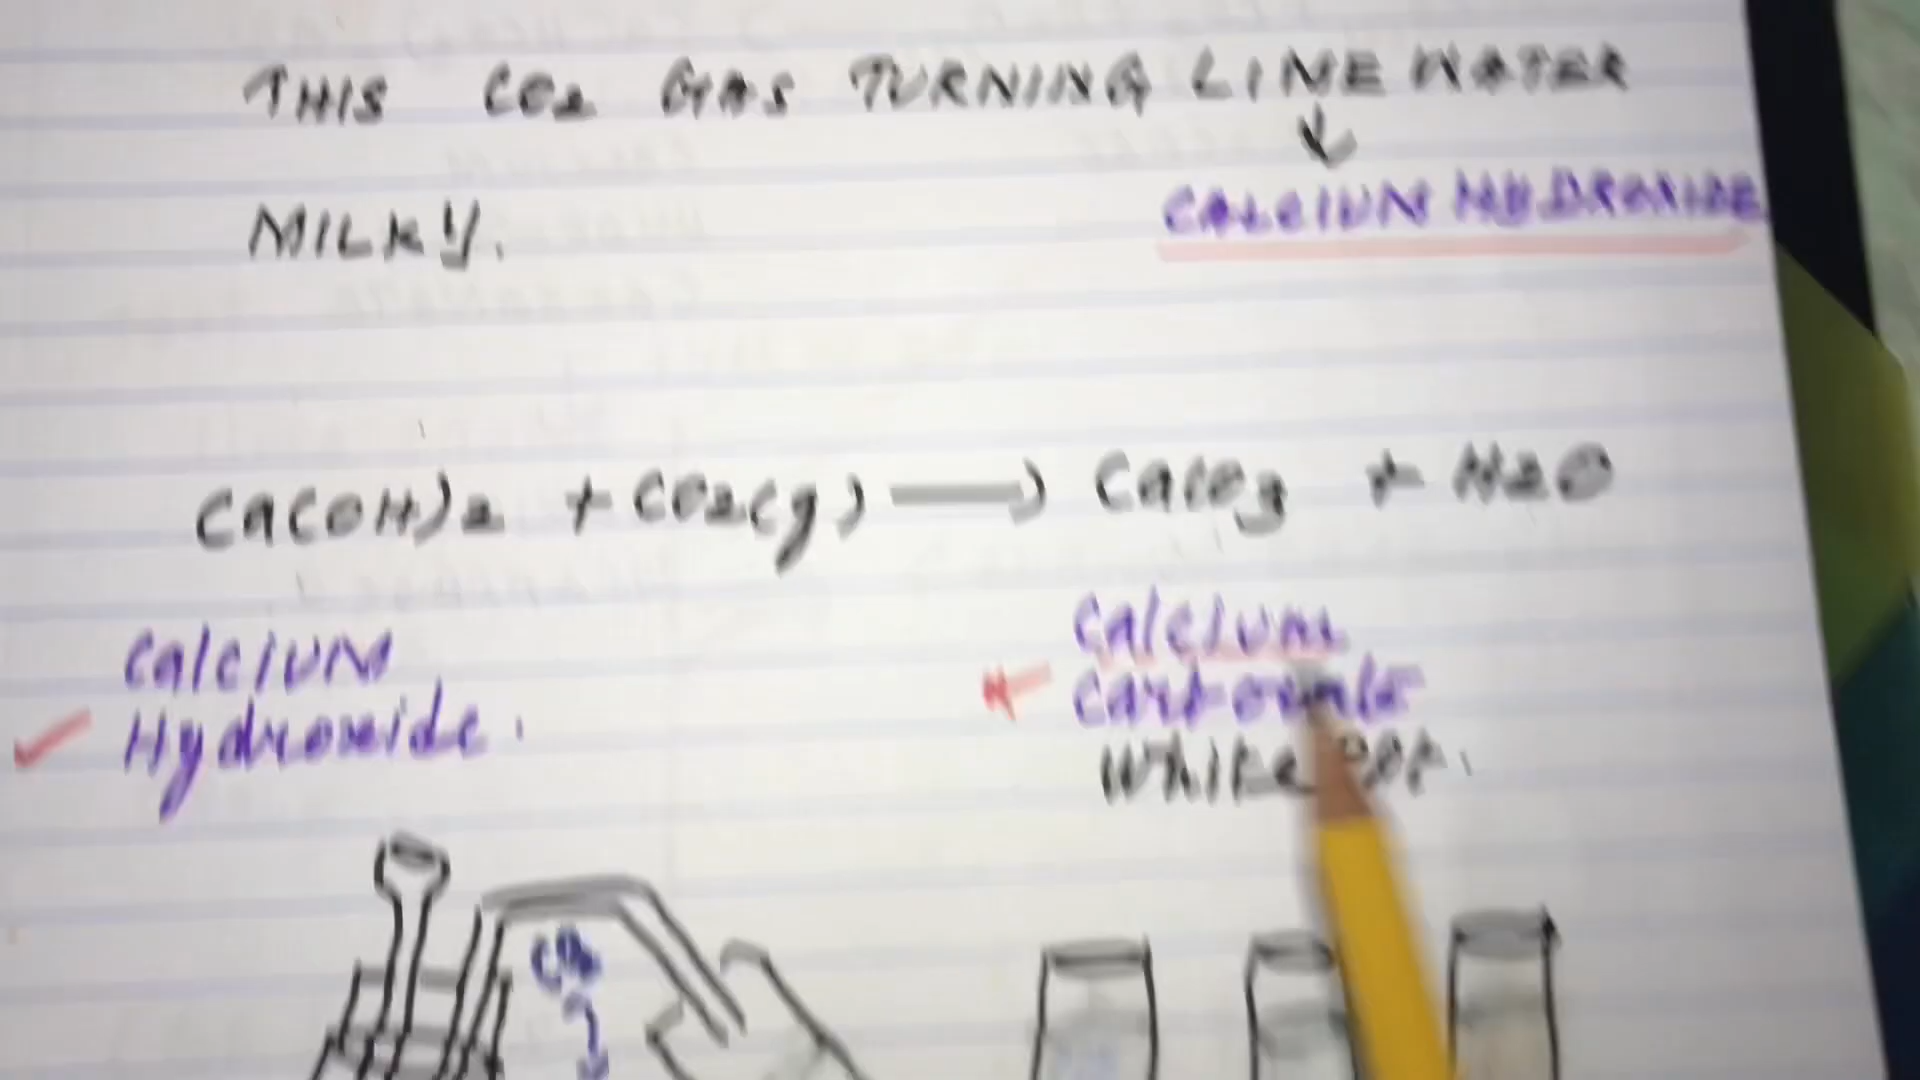 THIS CO2 GAS TURNING LIME WATER
CALCIUM HYDROXIDE
MILKY.
Ca(OH)2 + CO2(g) → CaCO3 + H2O
Calcium
Hydroxide.
Calcium
Carbonate
White PPt.
CO2